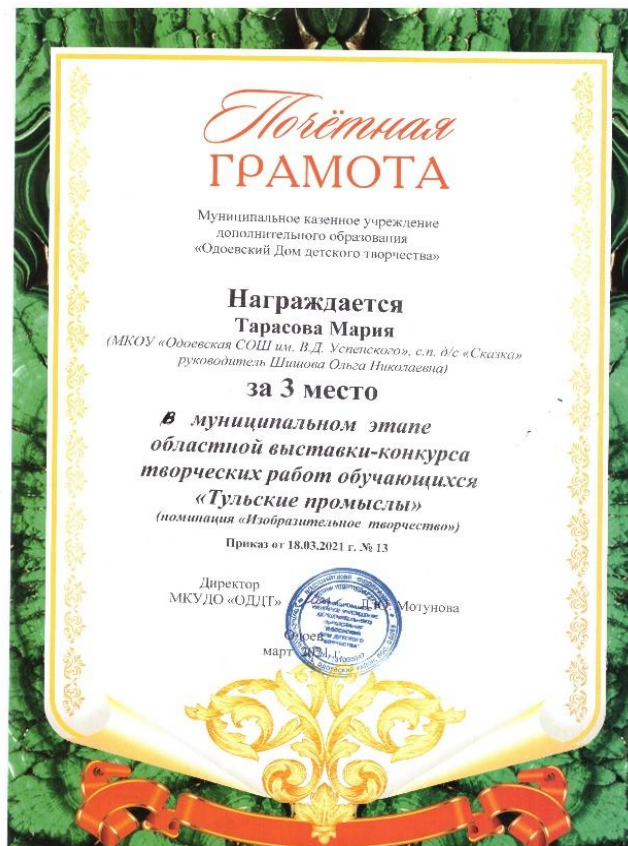 Почётная
ГРАМОТА
Муниципальное казенное учреждение
дополнительного образования
«Одоевский Дом детского творчества»
Награждается
Тарасова Мария
(МКОУ «Одоевская СОШ им. В.Д. Успенского», с.п. д/с «Сказка»
руководитель Шишова Ольга Николаевна)
за 3 место
В муниципальном этапе
областной выставки-конкурса
творческих работ обучающихся
«Тульские промыслы»
(номинация «Изобразительное творчество»)
Приказ от 18.03.2021 г. № 13
Директор
МКУДО «ОДДТ» Мотунова
Одоев
март 2021 г.